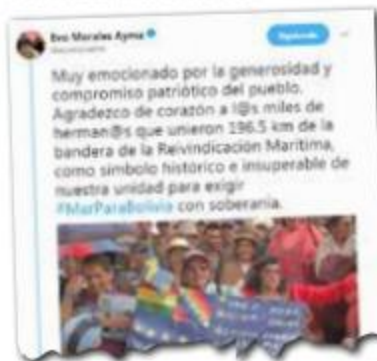 Evo Morales Ayma
Siguiendo
Muy emocionado por la generosidad y
compromiso patriótico del pueblo.
Agradezco de corazón a l@s miles de
herman@s que unieron 196.5 km de la
bandera de la Reivindicación Marítima,
como símbolo histórico e insuperable de
nuestra unidad para exigir
#MarParaBolivia con soberanía.